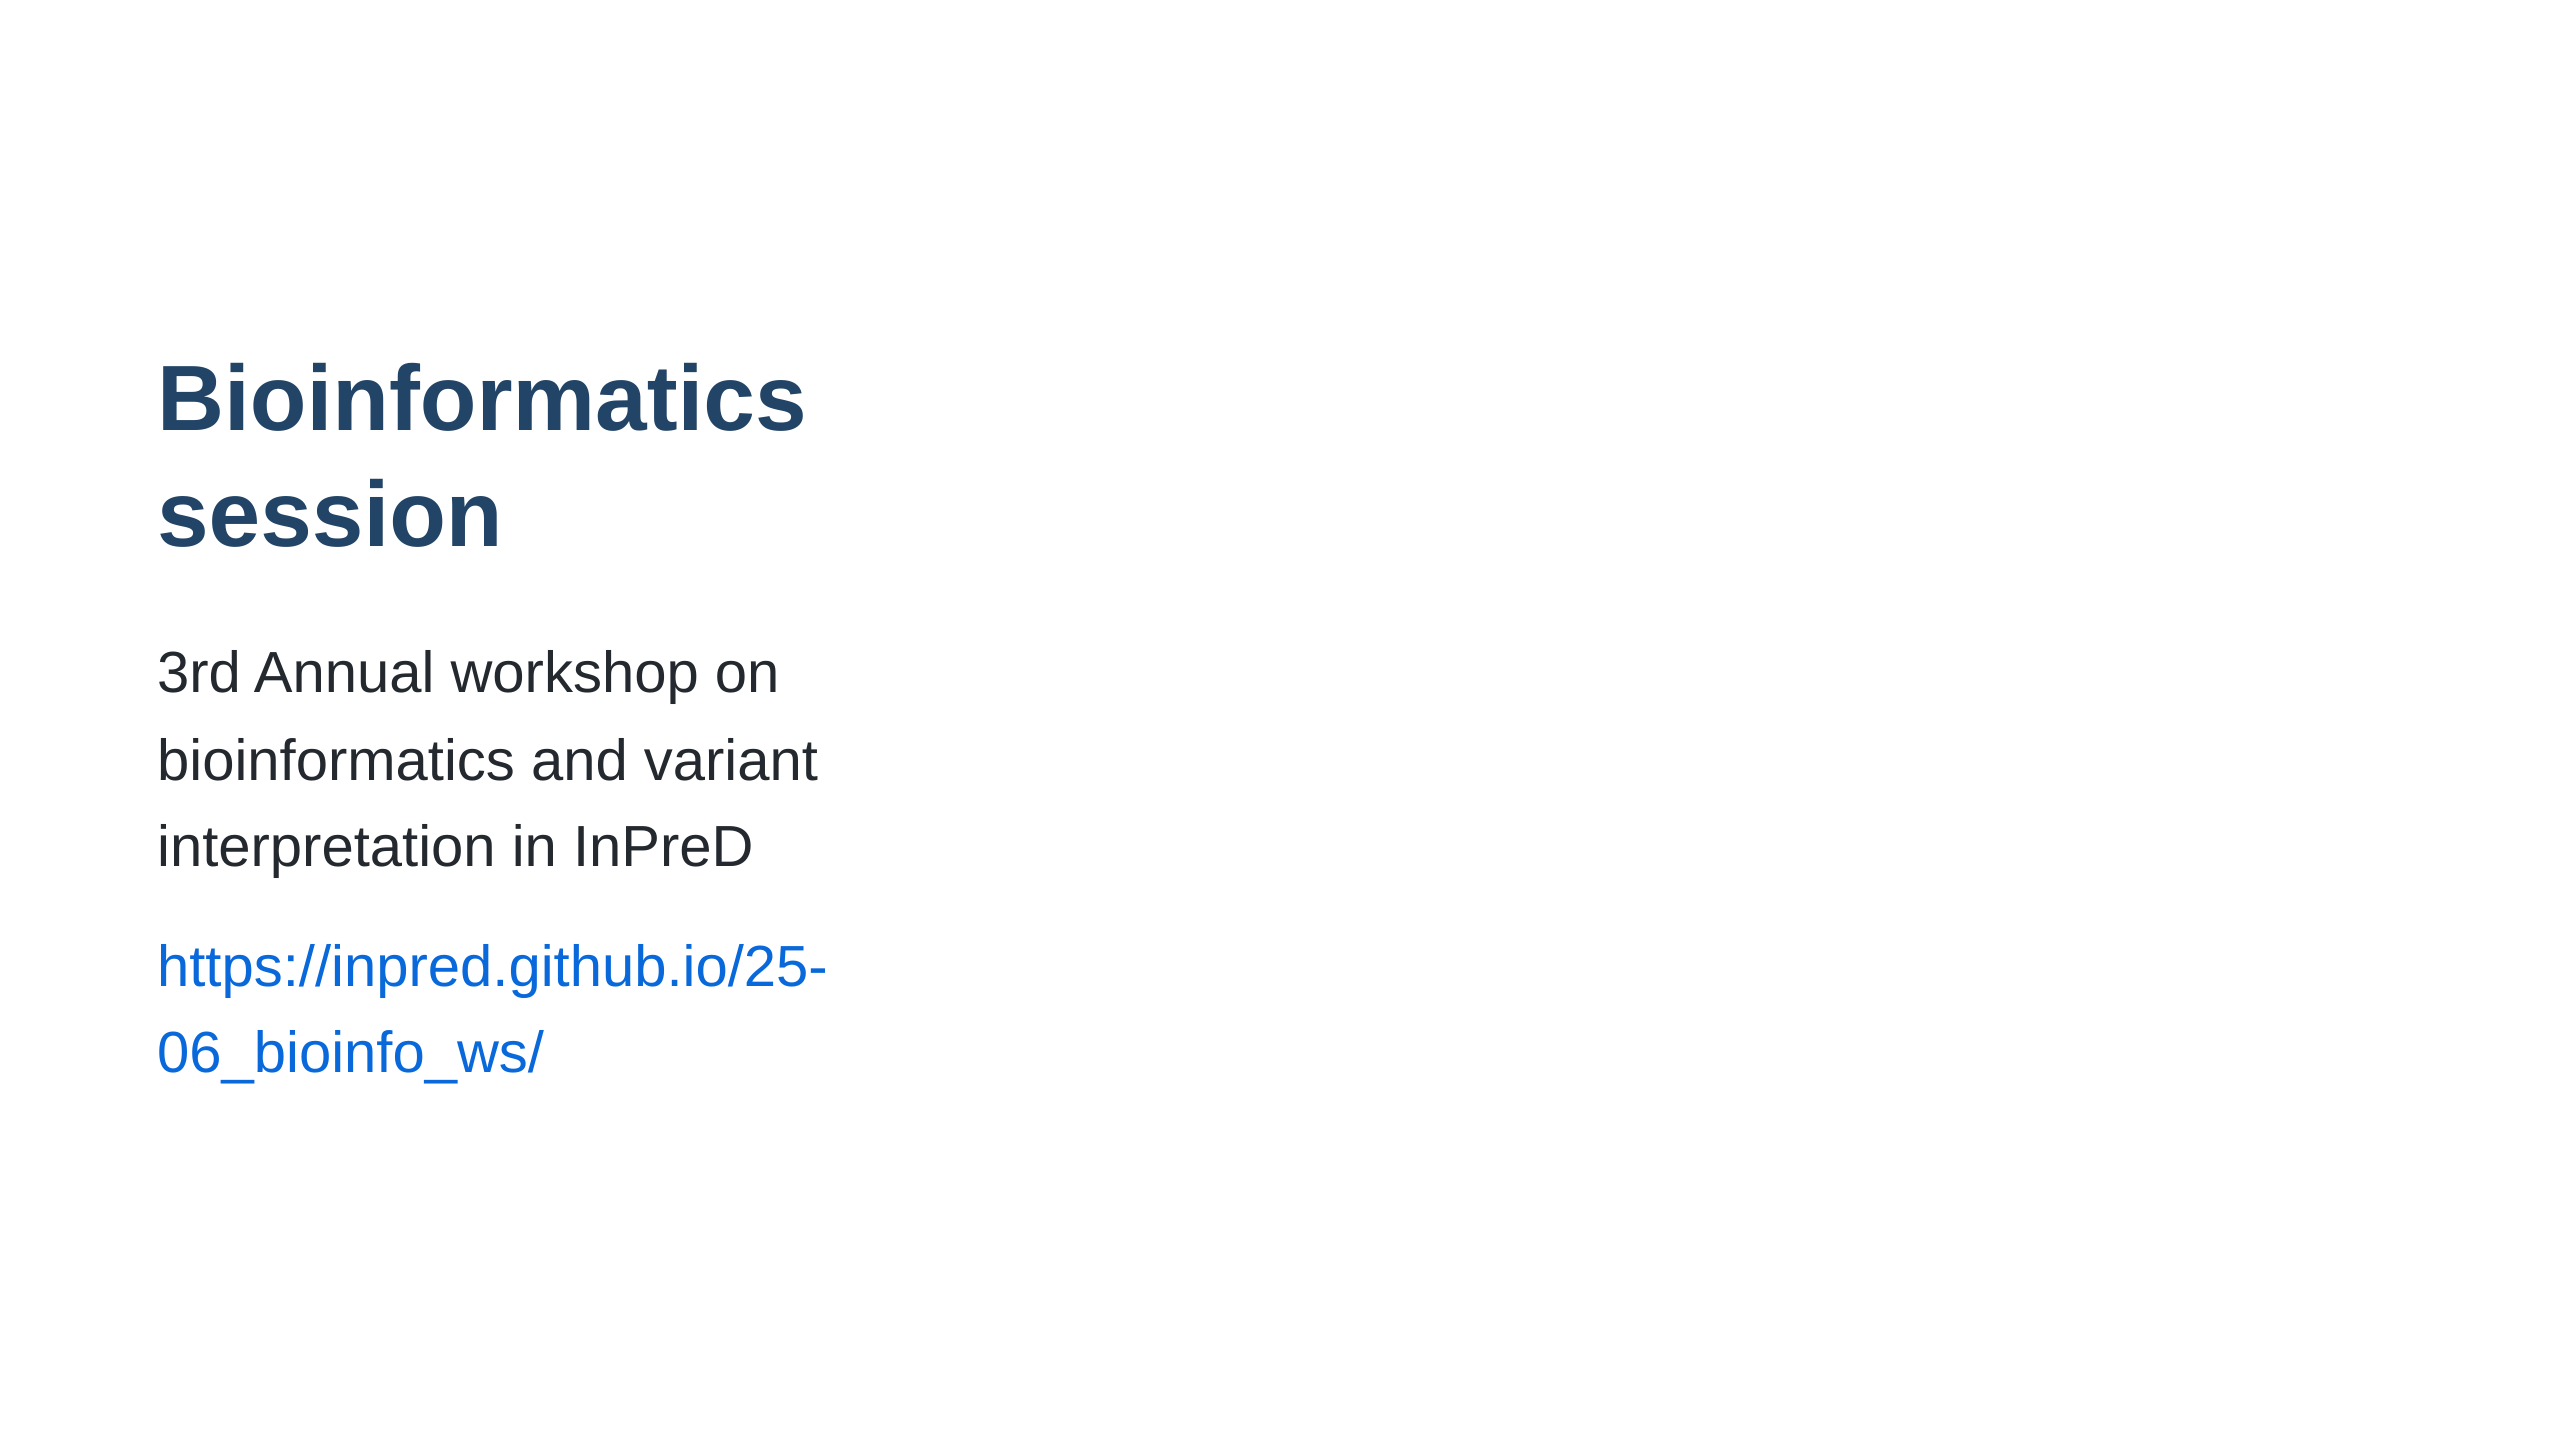 Bioinformatics
session
3rd Annual workshop on
bioinformatics and variant
interpretation in InPreD
https://inpred.github.io/25-
06_bioinfo_ws/